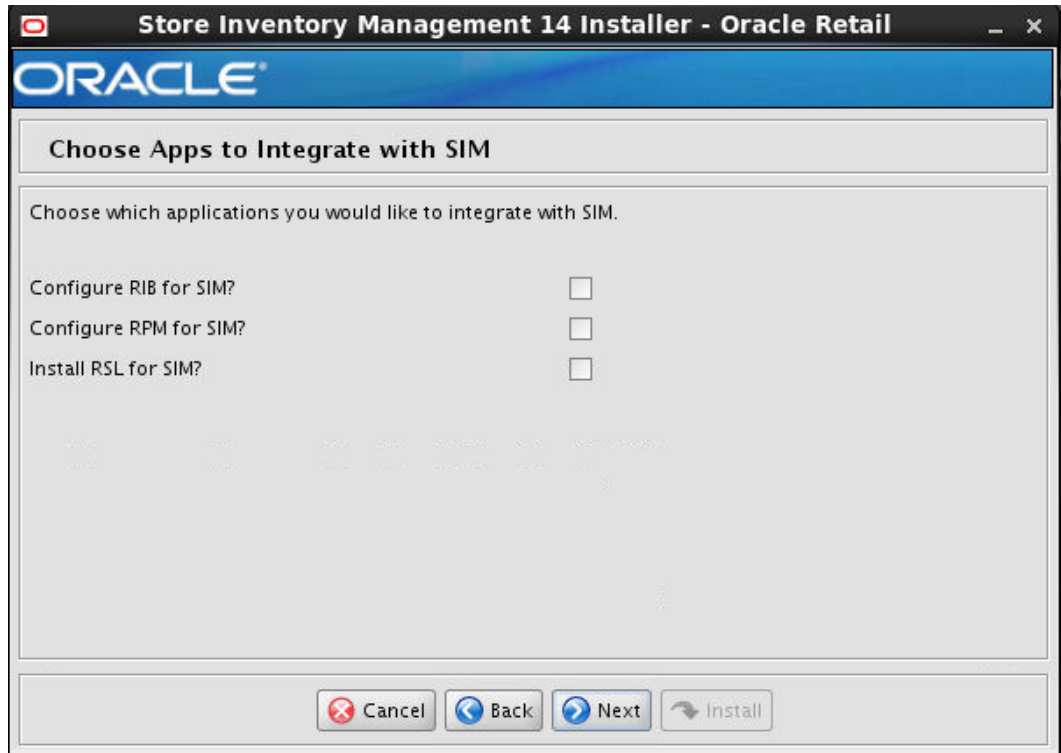 Store Inventory Management 14 Installer - Oracle Retail
ORACLE®
Choose Apps to Integrate with SIM
Choose which applications you would like to integrate with SIM.
Configure RIB for SIM?
Configure RPM for SIM?
Install RSL for SIM?
Cancel Back Next Install